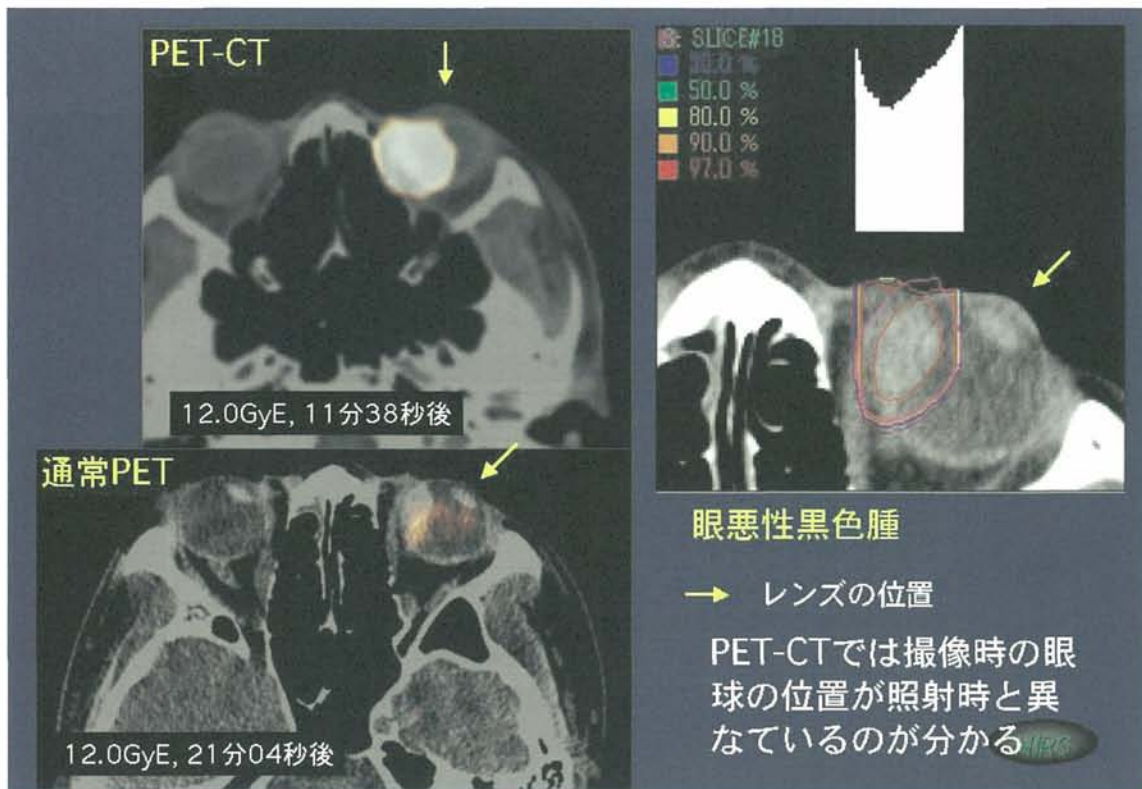 PET-CT
12.0GyE, 11分38秒後
通常PET
12.0GyE, 21分04秒後
SLICE#18
50.0 %
80.0 %
90.0 %
97.0 %
眼悪性黒色腫
→ レンズの位置
PET-CTでは撮像時の眼
球の位置が照射時と異
なているのが分かる